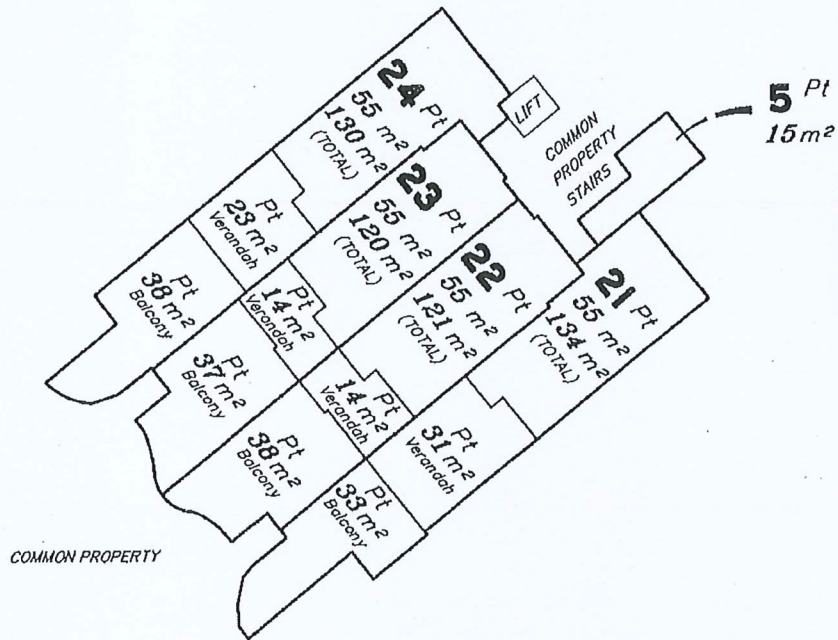 24 Pt
55 m²
130 m²
(TOTAL)
Pt
23 m²
Verandah
Pt
38 m²
Balcony
LIFT
COMMON
PROPERTY
STAIRS
5 Pt
15 m²
23 Pt
55 m²
120 m²
(TOTAL)
Pt
14 m²
Verandah
Pt
37 m²
Balcony
22 Pt
55 m²
121 m²
(TOTAL)
Pt
14 m²
Verandah
Pt
38 m²
Balcony
21 Pt
55 m²
134 m²
(TOTAL)
Pt
31 m²
Verandah
Pt
33 m²
Balcony
COMMON PROPERTY